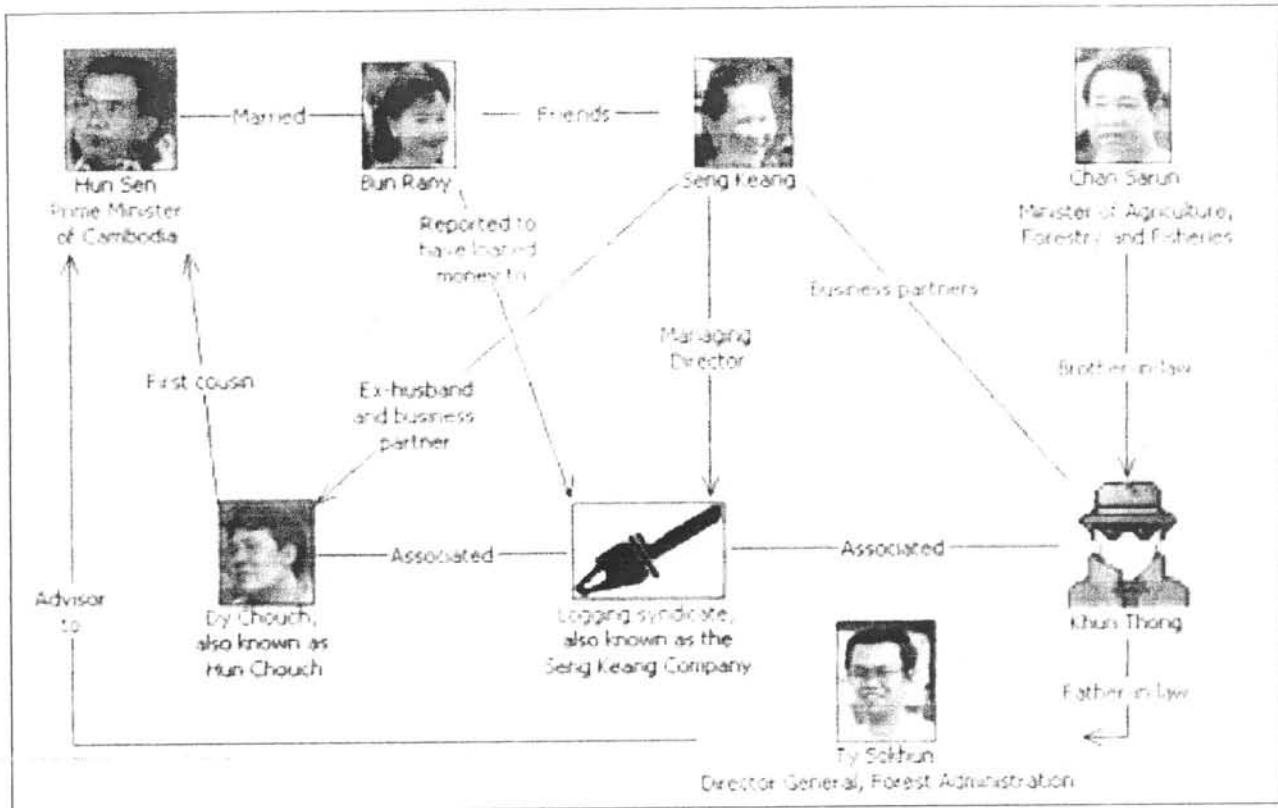 Married
Friends
Hun Sen
Prime Minister
of Cambodia
Bun Rany
Seng Keang
Chan Sarun
Minister of Agriculture,
Forestry and Fisheries
Reported to
have loaned
money to
Business partners
Managing
Director
First cousin
Ex-husband
and business
partner
Brother-in-law
Associated
Associated
Advisor
to
Dy Chouch,
also known as
Hun Chouch
Logging syndicate,
also known as the
Seng Keang Company
Khun Thong
Father-in-law
Ty Sokhun
Director General, Forest Administration